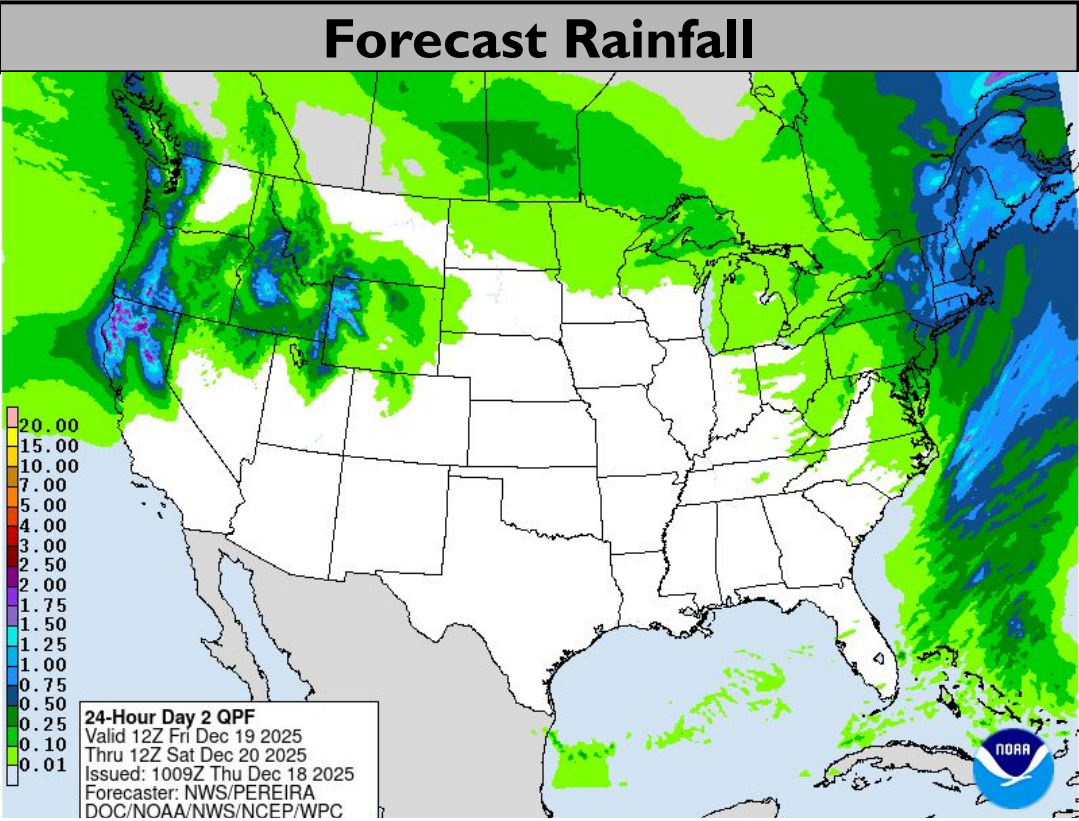 Forecast Rainfall
20.00
15.00
10.00
7.00
5.00
4.00
3.00
2.50
2.00
1.75
1.50
1.25
1.00
0.75
0.50
0.25
0.10
0.01
24-Hour Day 2 QPF
Valid 12Z Fri Dec 19 2025
Thru 12Z Sat Dec 20 2025
Issued: 1009Z Thu Dec 18 2025
Forecaster: NWS/PEREIRA
DOC/NOAA/NWS/NCEP/WPC
NOAA